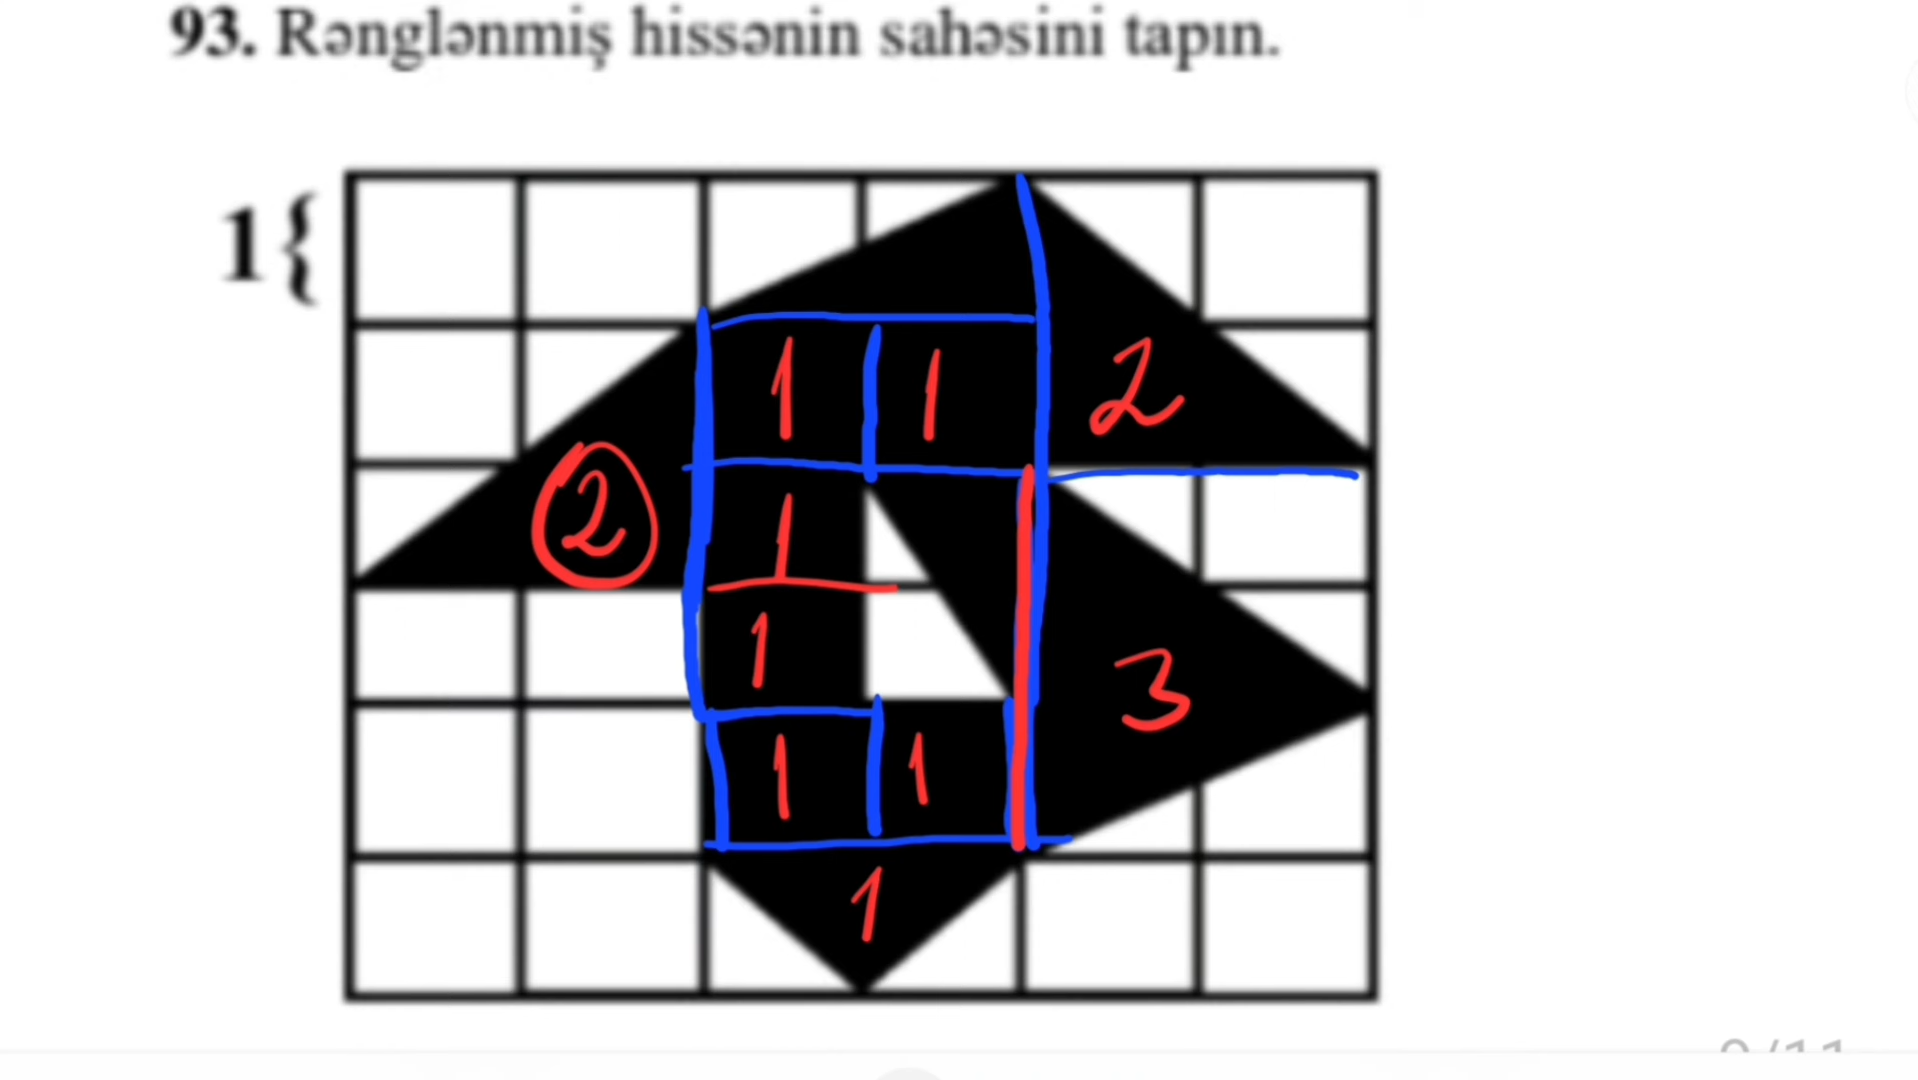 93. Rənglənmiş hissənin sahəsini tapın.
1{
1 1 2
2 1
1 3
1 1
1